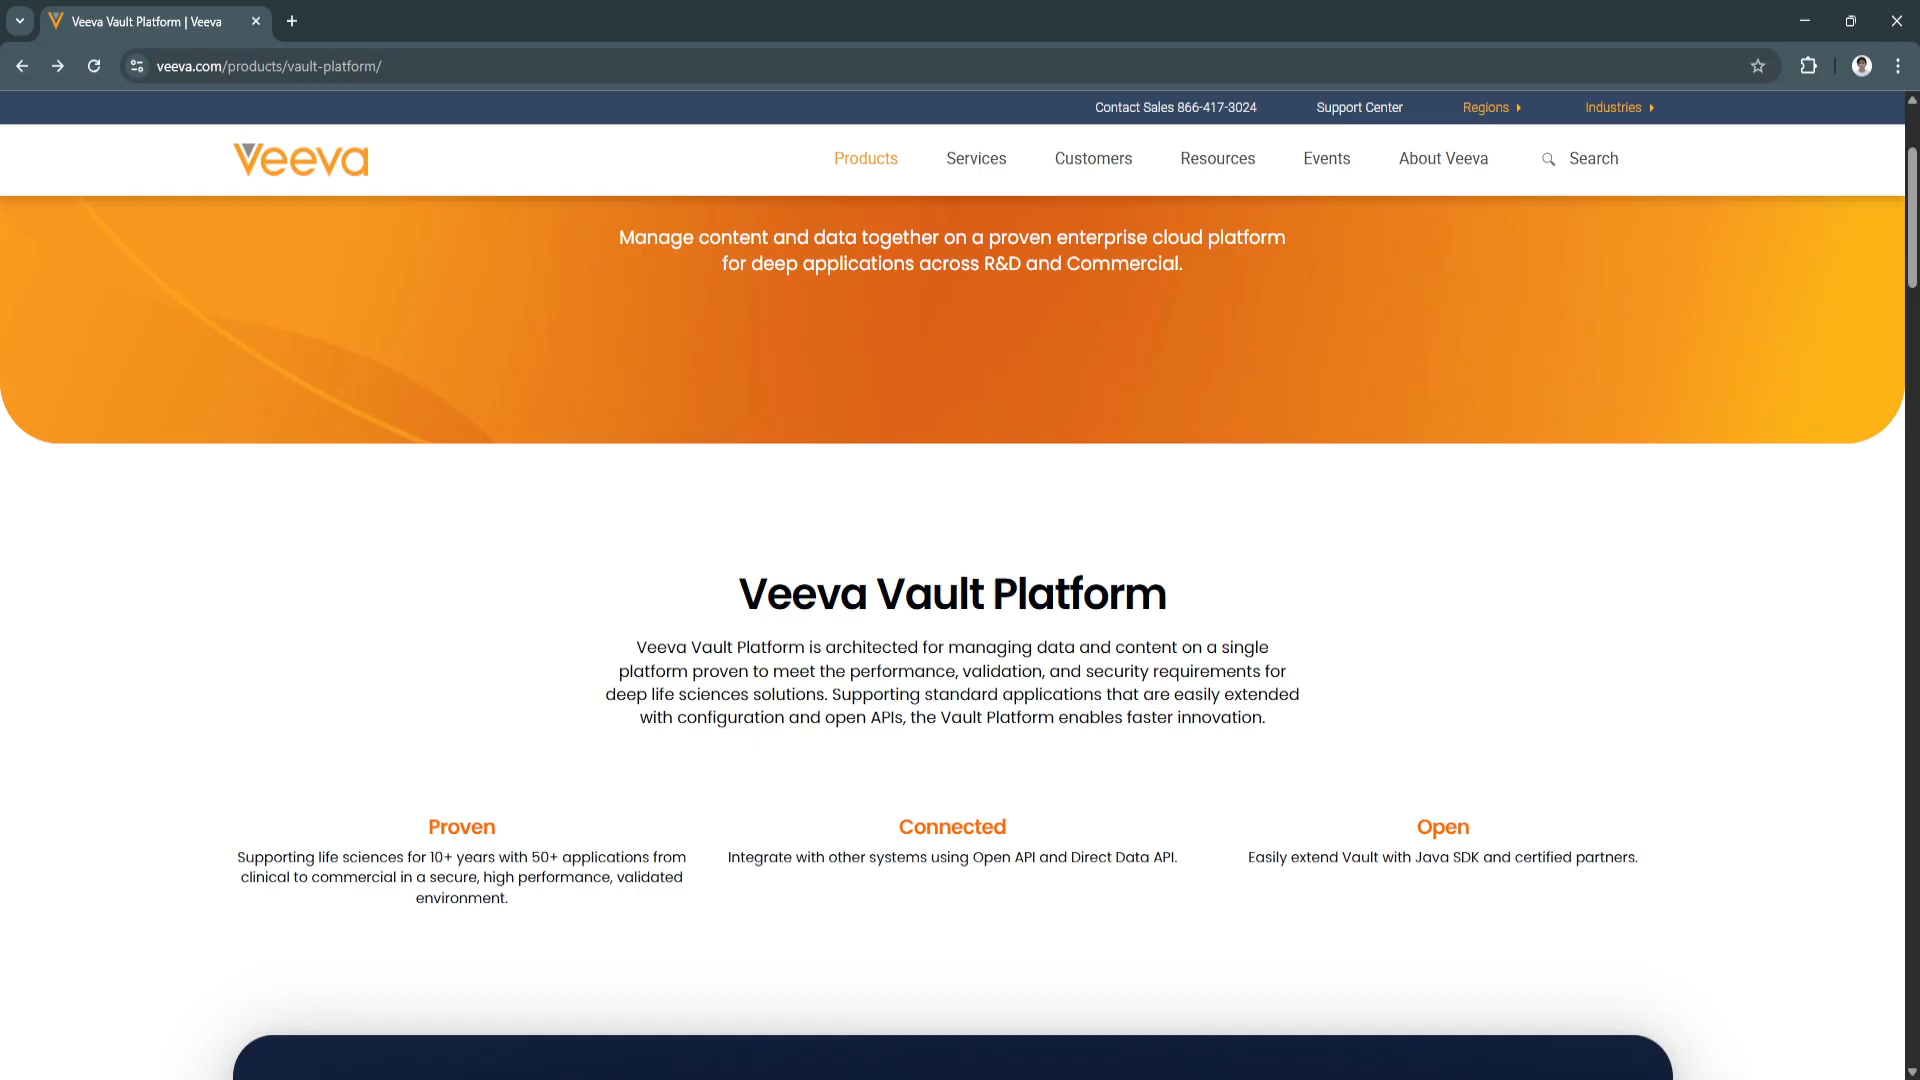 Veeva Vault Platform | Veeva
veeva.com/products/vault-platform/
Contact Sales 866-417-3024
Support Center
Regions
Industries
Veeva
Products
Services
Customers
Resources
Events
About Veeva
Search
Manage content and data together on a proven enterprise cloud platform
for deep applications across R&D and Commercial.
Veeva Vault Platform
Veeva Vault Platform is architected for managing data and content on a single
platform proven to meet the performance, validation, and security requirements for
deep life sciences solutions. Supporting standard applications that are easily extended
with configuration and open APIs, the Vault Platform enables faster innovation.
Proven
Supporting life sciences for 10+ years with 50+ applications from
clinical to commercial in a secure, high performance, validated
environment.
Connected
Integrate with other systems using Open API and Direct Data API.
Open
Easily extend Vault with Java SDK and certified partners.